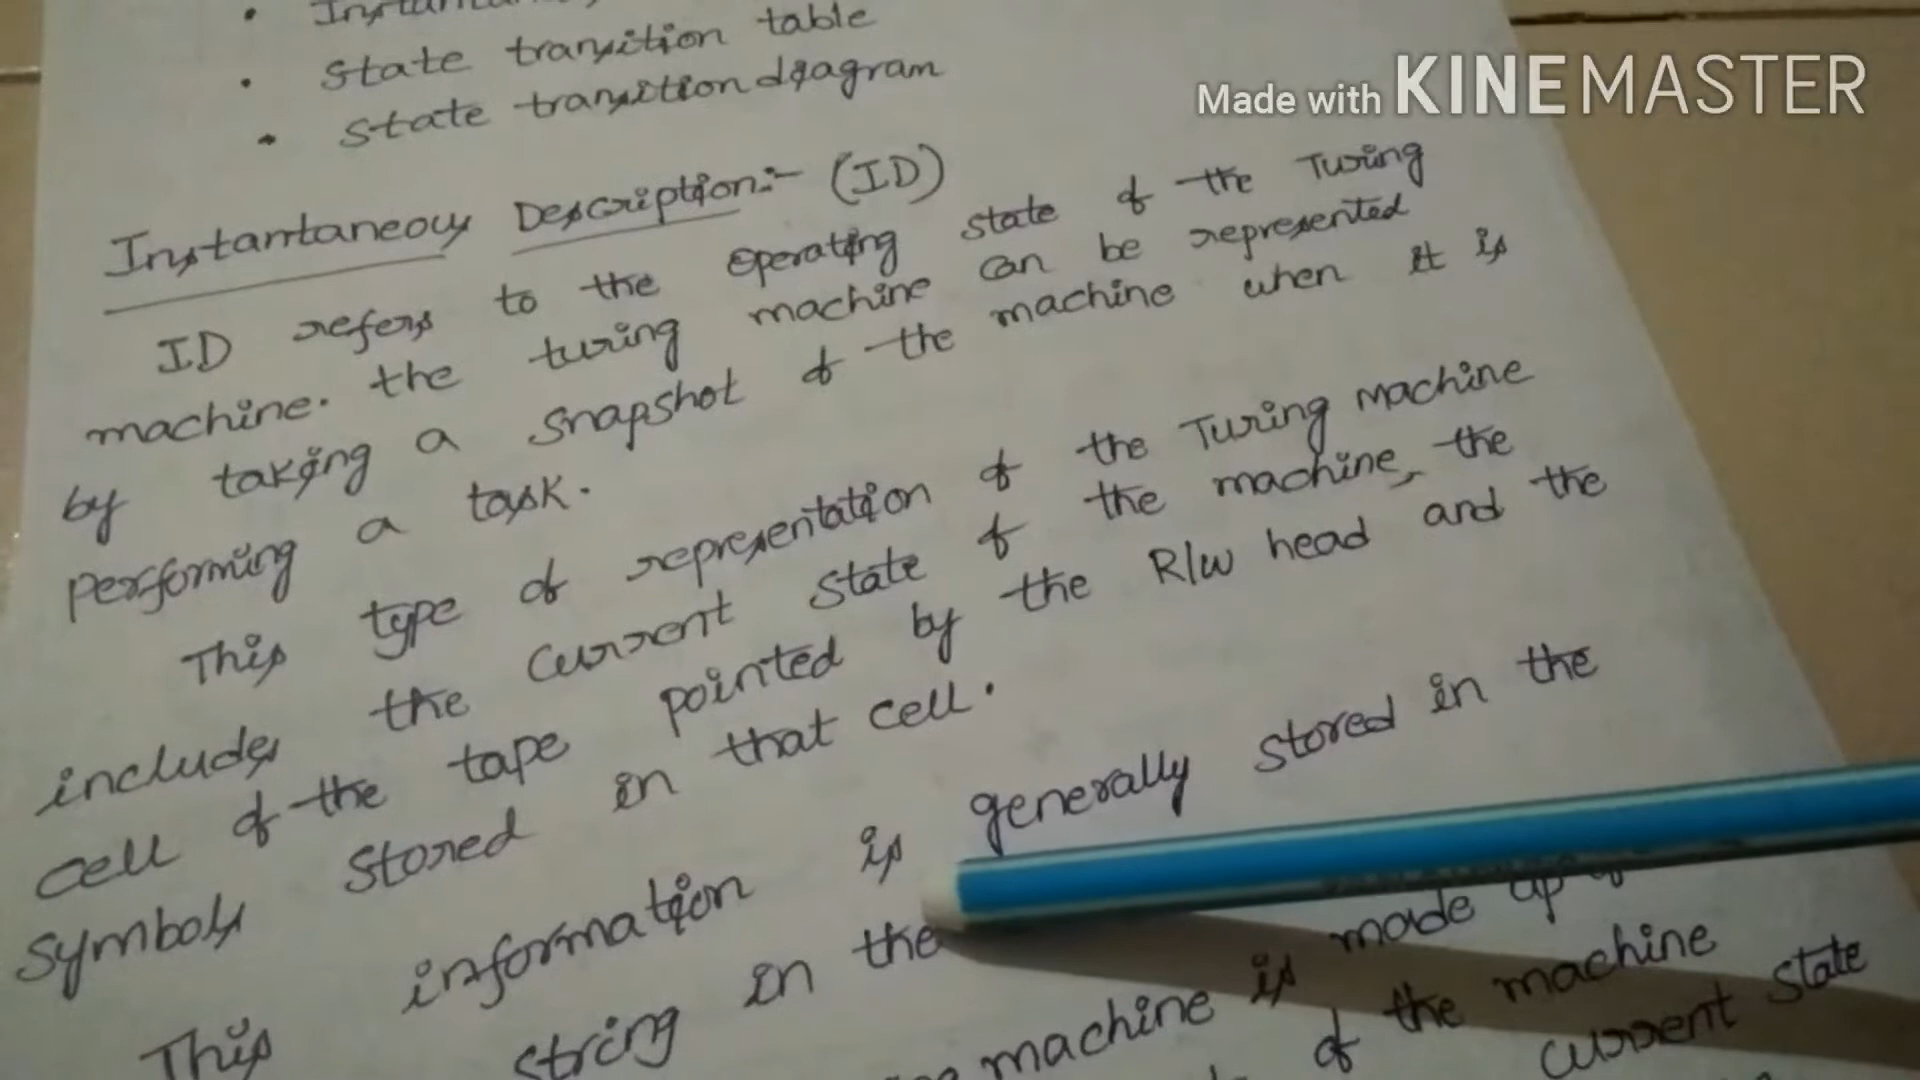 State transition table
State transition diagram
Made with KINEMASTER
Instantaneous Description:- (ID)
ID refers to the operating state of the Turing
machine. the turing machine can be represented
by taking a snapshot of the machine when it is
performing a task.
This type of representation of the Turing Machine
includes the current state of the machine, the
cell of the tape pointed by the R/W head and the
symbols stored in that cell.
This information is generally stored in the
string in the
machine is made up
of the machine
current state